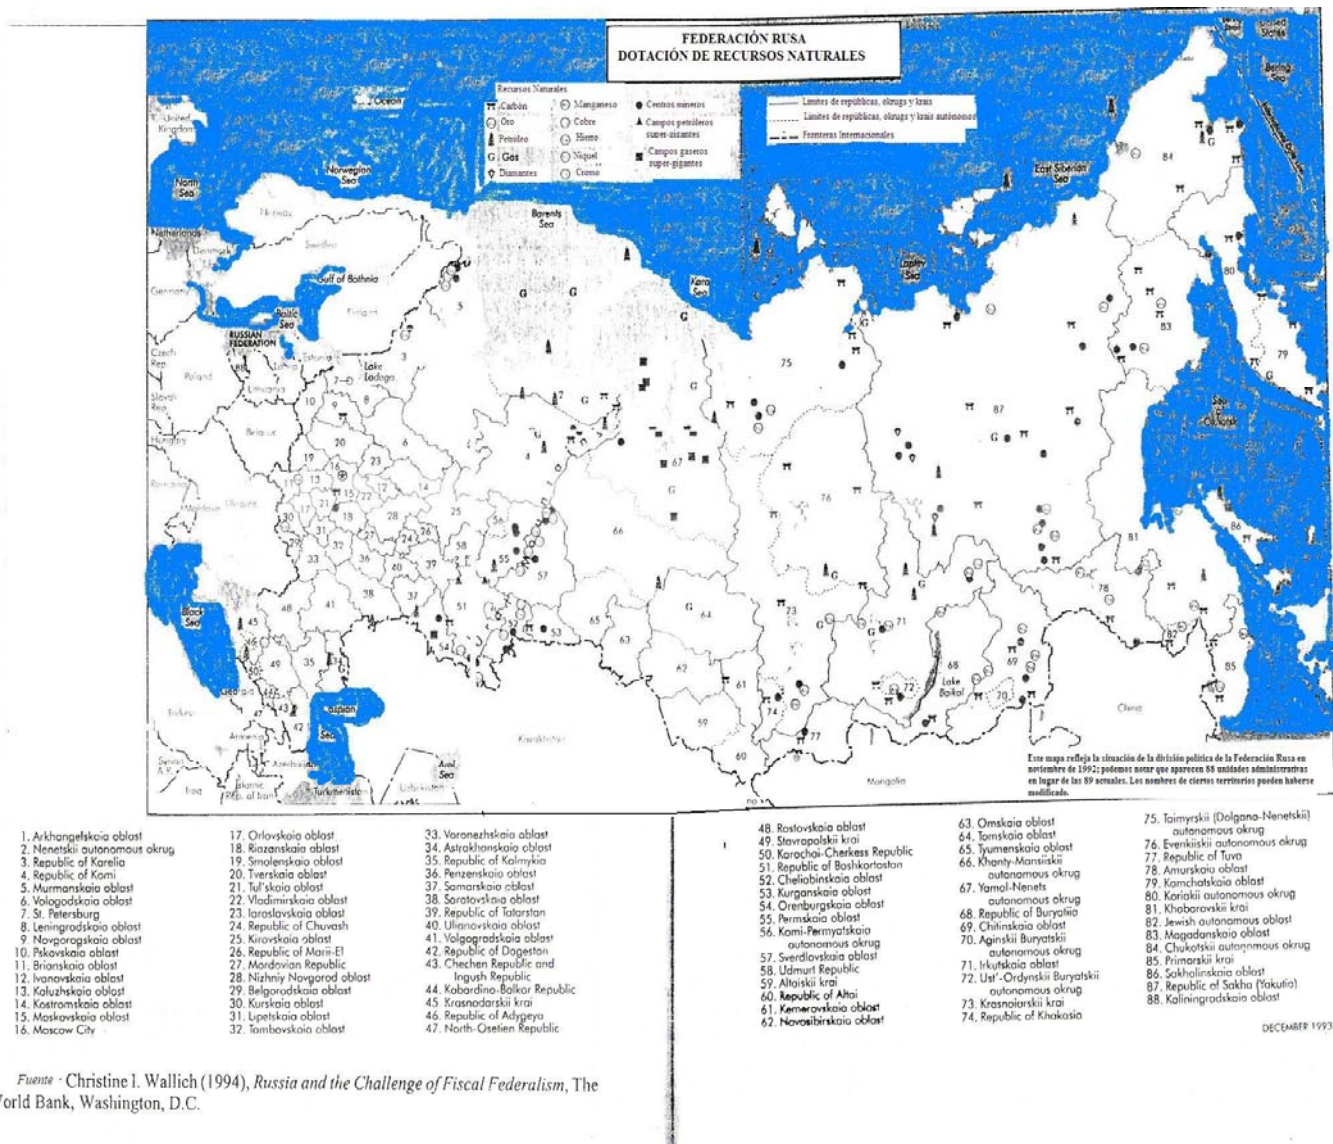 FEDERACIÓN RUSA
DOTACIÓN DE RECURSOS NATURALES
Recursos Naturales
Carbón
Oro
Petróleo
G Gas
Diamantes
Manganeso
Cobre
Hierro
Niquel
Cromo
Centros mineros
Campos petróleros
super-gigantes
Campos gaseros
super-gigantes
Limites de repúblicas, okrugs y krais
Limites de repúblicas, okrugs y krais autónomos
Fronteras Internacionales
United
Kingdom
Ocean
North
Sea
Norwegian
Sea
Barents
Sea
Kara
Sea
Laptev
Sea
East Siberian
Sea
Bering
Sea
United
States
Netherlands
Denmark
Germany
Sweden
Gulf of Bothnia
Finland
Baltic
Sea
RUSSIAN
FEDERATION
Estonia
Latvia
Lithuania
Lake
Ladoga
Czech
Rep.
Poland
Hungary
Belarus
Ukraine
Black
Sea
Georgia
Turkey
Armenia
Azerbaijan
Iraq
Islamic
Rep. of Iran
Caspian
Sea
Turkmenistan
Uzbekistan
Aral
Sea
Kazakhstan
Mongolia
China
Lake
Baikal
Sea of
Okhotsk
Este mapa refleja la situación de la división política de la Federación Rusa en
noviembre de 1992; podemos notar que aparecen 88 unidades administrativas
en lugar de las 89 actuales. Los nombres de ciertos territorios pueden haberse
modificado.
1. Arkhangelskaia oblast
2. Nenetskii autonomous okrug
3. Republic of Karelia
4. Republic of Komi
5. Murmanskaia oblast
6. Vologodskaia oblast
7. St. Petersburg
8. Leningradskaia oblast
9. Novgorogskaia oblast
10. Pskovskaia oblast
11. Brianskaia oblast
12. Ivanovskaia oblast
13. Kaluzhskaia oblast
14. Kostromskaia oblast
15. Moskovskaia oblast
16. Moscow City
17. Orlovskaia oblast
18. Riazanskaia oblast
19. Smolenskaia oblast
20. Tverskaia oblast
21. Tul'skaia oblast
22. Vladimirskaia oblast
23. Iaroslavskaia oblast
24. Republic of Chuvash
25. Kirovskaia oblast
26. Republic of Marii-El
27. Mordovian Republic
28. Nizhniy Novgorod oblast
29. Belgorodskaia oblast
30. Kurskaia oblast
31. Lipetskaia oblast
32. Tambovskaia oblast
33. Voronezhskaia oblast
34. Astrakhanskaia oblast
35. Republic of Kalmykia
36. Penzenskaia oblast
37. Samarskaia oblast
38. Saratovskaia oblast
39. Republic of Tatarstan
40. Ulianovskaia oblast
41. Volgogradskaia oblast
42. Republic of Dagestan
43. Chechen Republic and
Ingush Republic
44. Kabardino-Balkar Republic
45 Krasnodarskii krai
46. Republic of Adygeya
47. North-Osetien Republic
48. Rostovskaia oblast
49. Stavropolskii krai
50. Karachai-Cherkess Republic
51. Republic of Bashkortostan
52. Cheliabinskaia oblast
53. Kurganskaia oblast
54. Orenburgskaia oblast
55. Permskaia oblast
56. Komi-Permyatskaia
autonomous okrug
57. Sverdlovskaia oblast
58. Udmurt Republic
59. Altaiskii krai
60. Republic of Altai
61. Kemerovskaia oblast
62. Novosibirskaia oblast
63. Omskaia oblast
64. Tomskaia oblast
65. Tyumenskaia oblast
66. Khanty-Mansiiskii
autonomous okrug
67. Yamal-Nenets
autonomous okrug
68. Republic of Buryatiia
69. Chitinskaia oblast
70. Aginskii Buryatskii
autonomous okrug
71. Irkutskaia oblast
72. Ust'-Ordynskii Buryatskii
autonomous okrug
73. Krasnoiarskii krai
74. Republic of Khakasia
75. Taimyrskii (Dolgano-Nenetskii)
autonomous okrug
76. Evenkiiskii autonomous okrug
77. Republic of Tuva
78. Amurskaia oblast
79. Kamchatskaia oblast
80. Koriakii autonomous okrug
81. Khabarovskii krai
82. Jewish autonomous oblast
83. Magadanskaia oblast
84. Chukotskii autonomous okrug
85. Primarskii krai
86. Sakhalinskaia oblast
87. Republic of Sakha (Yakutia)
88. Kaliningradskaia oblast
DECEMBER 1993
Fuente · Christine I. Wallich (1994), Russia and the Challenge of Fiscal Federalism, The
World Bank, Washington, D.C.